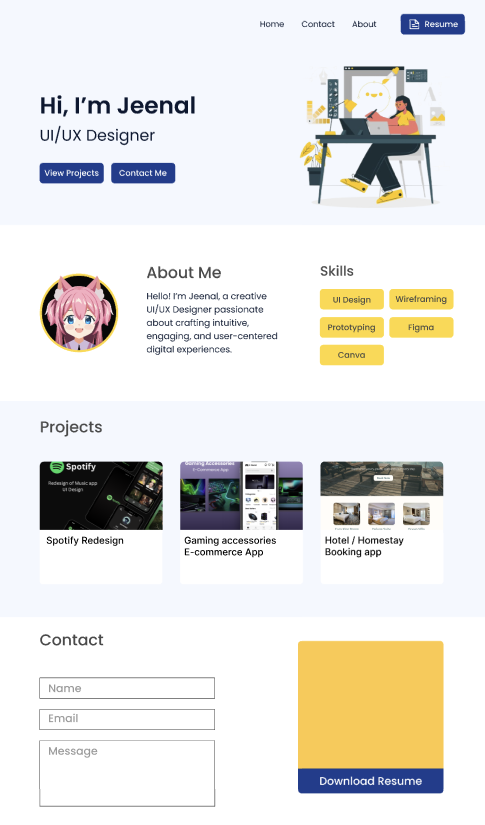 Home Contact About Resume
Hi, I'm Jeenal
UI/UX Designer
View Projects Contact Me
About Me
Hello! I'm Jeenal, a creative
UI/UX Designer passionate
about crafting intuitive,
engaging, and user-centered
digital experiences.
Skills
UI Design Wireframing
Prototyping Figma
Canva
Projects
Spotify
Redesign of Music app
UI Design
Spotify Redesign
Gaming Accessories
E-Commerce App
Gaming accessories
E-commerce App
Hotel / Homestay
Booking app
Contact
Name
Email
Message
Download Resume